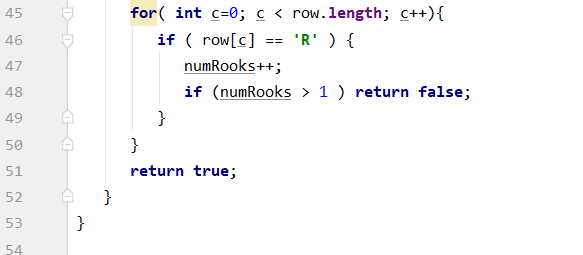 45 for( int c=0; c < row.length; c++){
46 if ( row[c] == 'R' ) {
47 numRooks++;
48 if (numRooks > 1 ) return false;
49 }
50 }
51 return true;
52 }
53 }
54